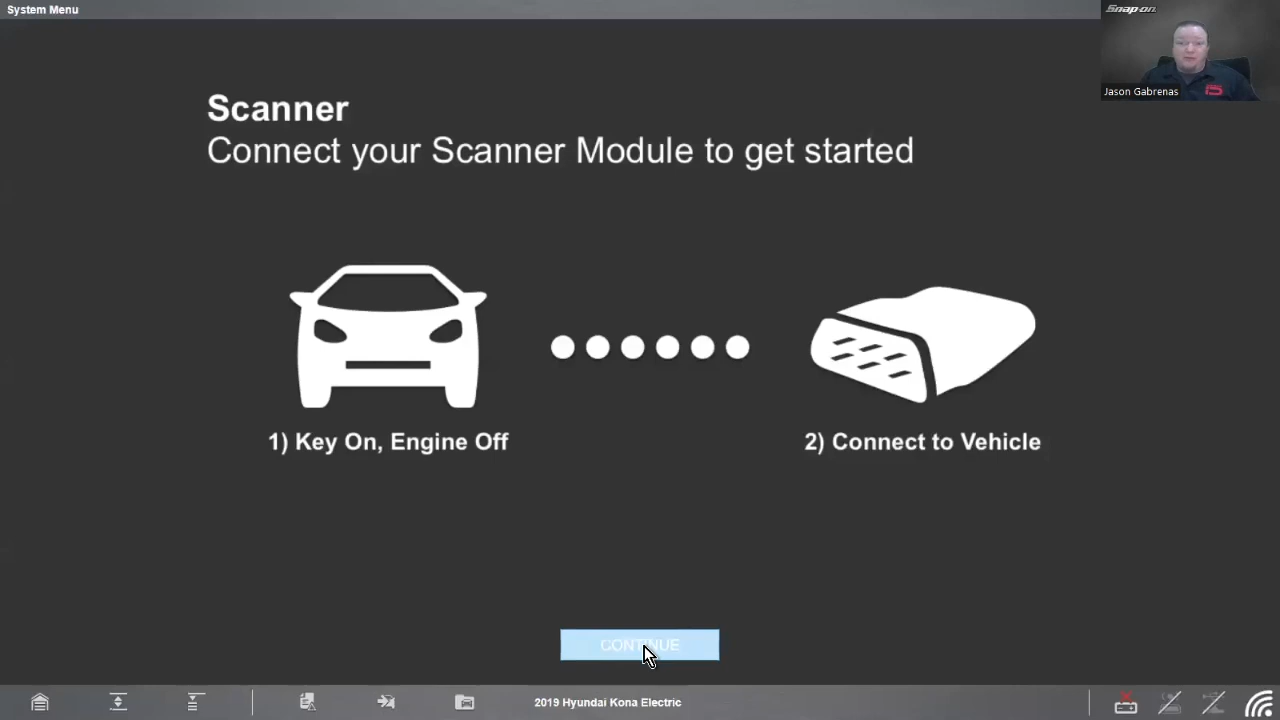 System Menu
Snap-on
Jason Gabrenas
Scanner
Connect your Scanner Module to get started
1) Key On, Engine Off
2) Connect to Vehicle
CONTINUE
2019 Hyundai Kona Electric